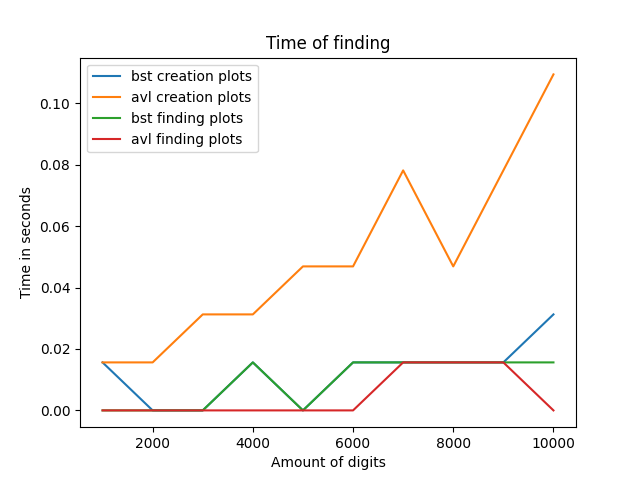 Time of finding
bst creation plots
avl creation plots
bst finding plots
avl finding plots
Time in seconds
0.10
0.08
0.06
0.04
0.02
0.00
2000 4000 6000 8000 10000
Amount of digits